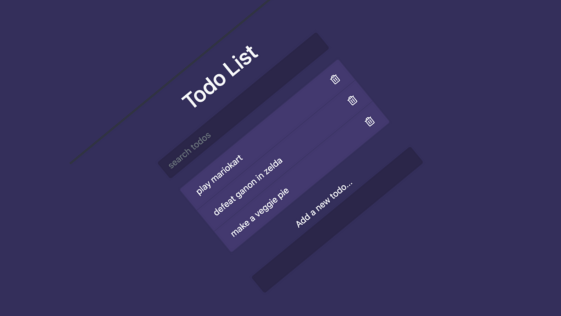 Todo List
search todos
play mariokart
defeat ganon in zelda
make a veggie pie
Add a new todo...